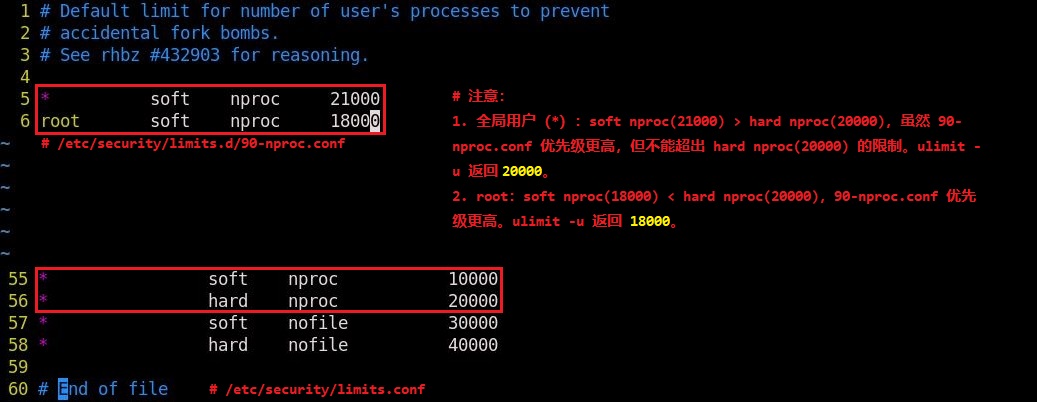 1 # Default limit for number of user's processes to prevent
2 # accidental fork bombs.
3 # See rhbz #432903 for reasoning.
4
5 * soft nproc 21000
6 root soft nproc 18000
~ # /etc/security/limits.d/90-nproc.conf
~
~
~
~
~
# 注意：
1. 全局用户 (*) : soft nproc(21000) > hard nproc(20000), 虽然 90-
nproc.conf 优先级更高，但不能超出 hard nproc(20000) 的限制。ulimit -
u 返回 20000。
2. root：soft nproc(18000) < hard nproc(20000), 90-nproc.conf 优先
级更高。ulimit -u 返回 18000。
55 * soft nproc 10000
56 * hard nproc 20000
57 * soft nofile 30000
58 * hard nofile 40000
59
60 # End of file # /etc/security/limits.conf